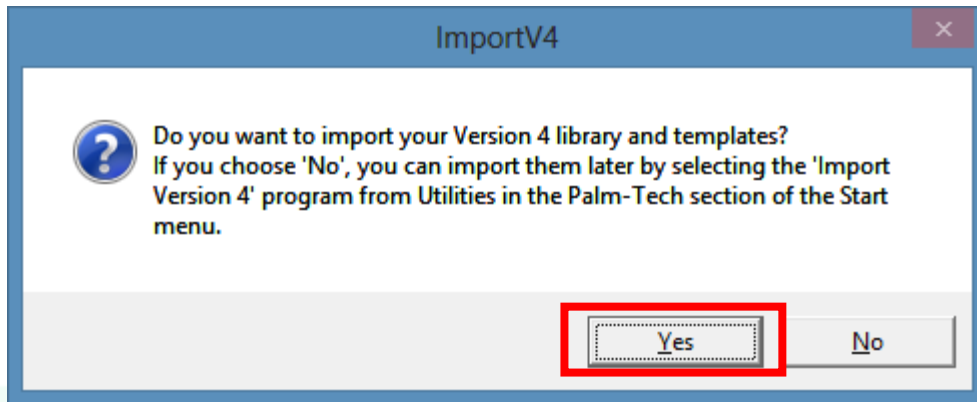 ImportV4
Do you want to import your Version 4 library and templates?
If you choose 'No', you can import them later by selecting the 'Import
Version 4' program from Utilities in the Palm-Tech section of the Start
menu.
Yes
No